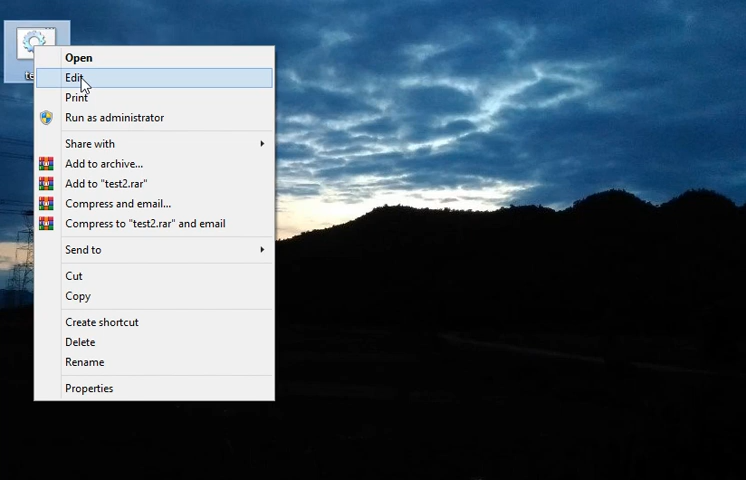 Open
Edit
Print
Run as administrator
Share with
Add to archive...
Add to "test2.rar"
Compress and email...
Compress to "test2.rar" and email
Send to
Cut
Copy
Create shortcut
Delete
Rename
Properties